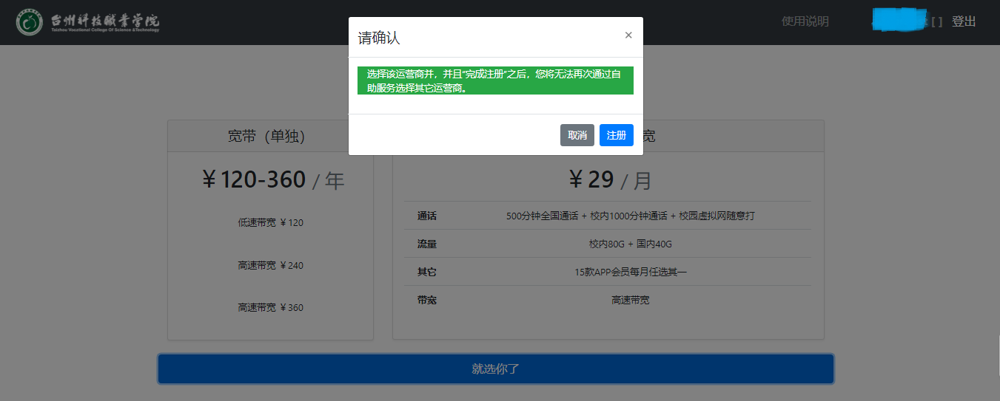 台州科技职业学院
Taizhou Vocational College Of Science &Technology
使用说明
[ ]
登出
请确认
×
选择该运营商并，并且"完成注册"之后，您将无法再次通过自
助服务选择其它运营商。
取消
注册
宽带（单独）
宽
￥120-360 / 年
低速带宽 ￥120
高速带宽 ￥240
高速带宽 ￥360
￥29 / 月
通话
500分钟全国通话 + 校内1000分钟通话 + 校园虚拟网随意打
流量
校内80G + 国内40G
其它
15款APP会员每月任选其一
带宽
高速带宽
就选你了